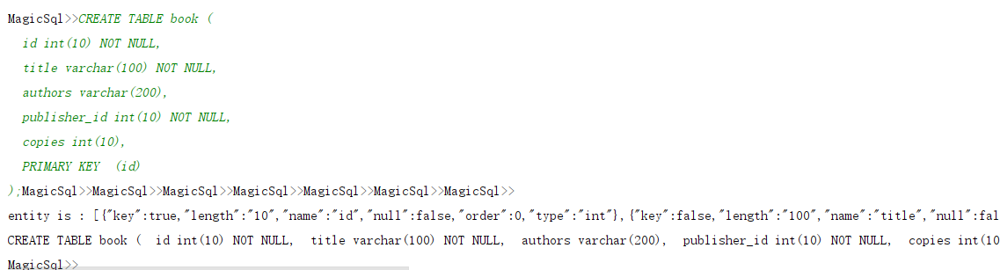 MagicSql>>CREATE TABLE book (
id int(10) NOT NULL,
title varchar(100) NOT NULL,
authors varchar(200),
publisher_id int(10) NOT NULL,
copies int(10),
PRIMARY KEY  (id)
);MagicSql>>MagicSql>>MagicSql>>MagicSql>>MagicSql>>MagicSql>>MagicSql>>
entity is : [{"key":true,"length":"10","name":"id","null":false,"order":0,"type":"int"},{"key":false,"length":"100","name":"title","null":fal
CREATE TABLE book (  id int(10) NOT NULL,  title varchar(100) NOT NULL,  authors varchar(200),  publisher_id int(10) NOT NULL,  copies int(10
MagicSql>>